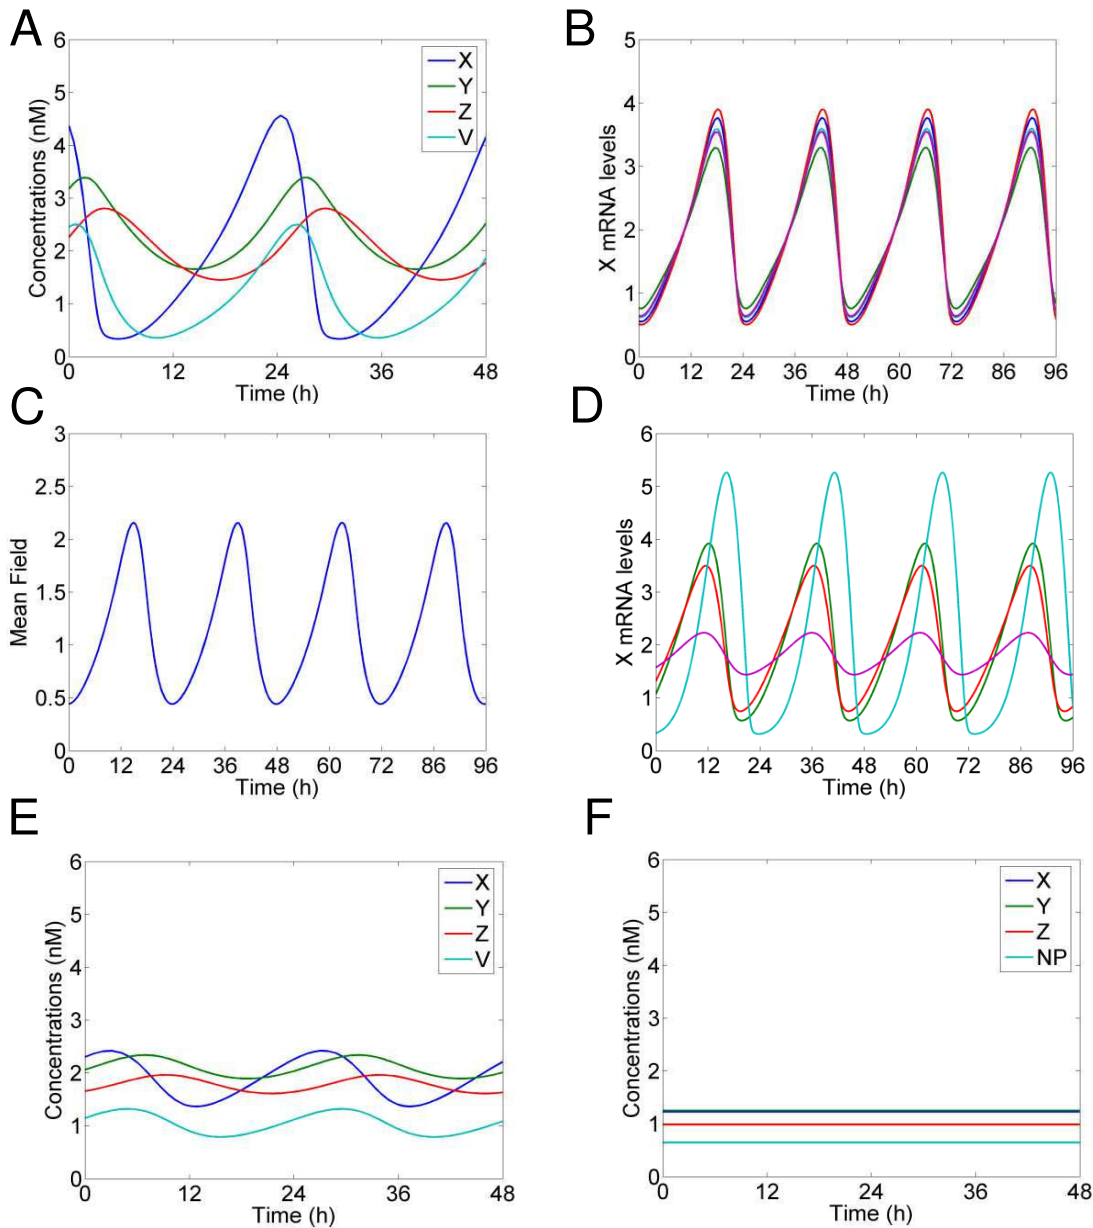 A
Concentrations (nM)
6
5
4
3
2
1
0
X
Y
Z
V
0 12 24 36 48
Time (h)
B
X mRNA levels
5
4
3
2
1
0
0 12 24 36 48 60 72 84 96
Time (h)
C
Mean Field
3
2.5
2
1.5
1
0.5
0
0 12 24 36 48 60 72 86 96
Time (h)
D
X mRNA levels
6
5
4
3
2
1
0
0 12 24 36 48 60 72 86 96
Time (h)
E
Concentrations (nM)
6
5
4
3
2
1
0
X
Y
Z
V
0 12 24 36 48
Time (h)
F
Concentrations (nM)
6
5
4
3
2
1
0
X
Y
Z
NP
0 12 24 36 48
Time (h)